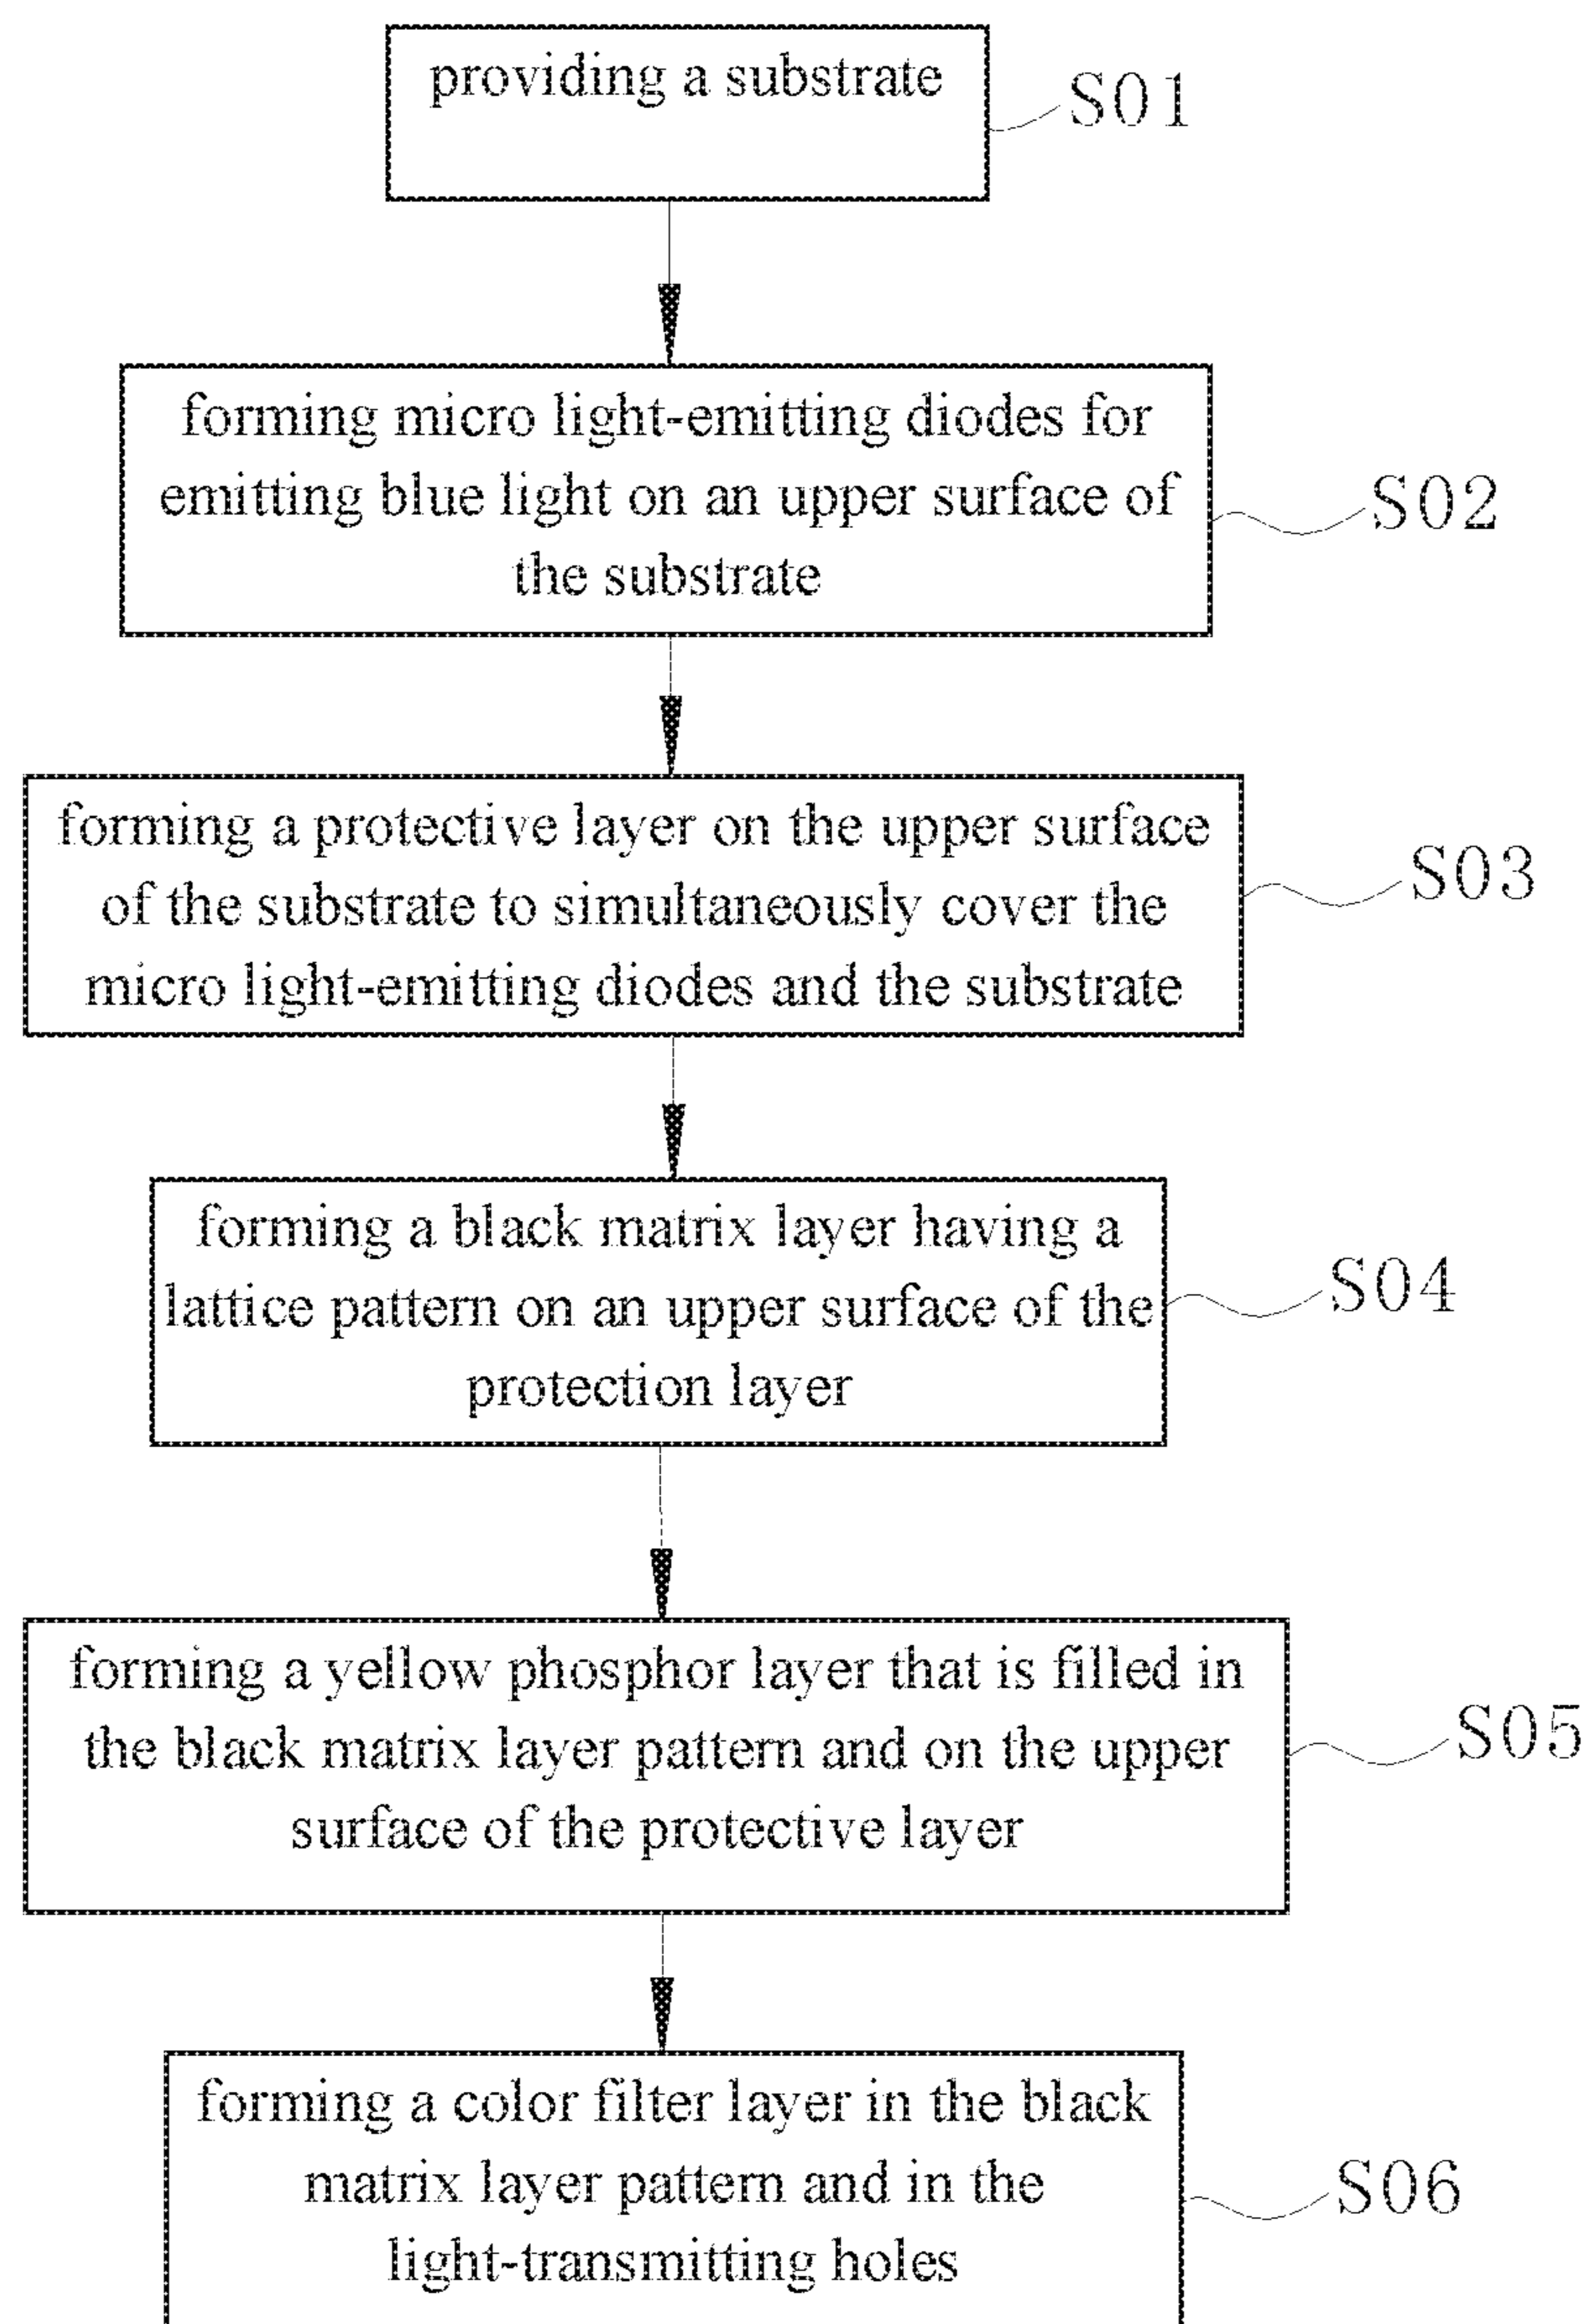 providing a substrate
S01
forming micro light-emitting diodes for
emitting blue light on an upper surface of
the substrate
S02
forming a protective layer on the upper surface
of the substrate to simultaneously cover the
micro light-emitting diodes and the substrate
S03
forming a black matrix layer having a
lattice pattern on an upper surface of the
protection layer
S04
forming a yellow phosphor layer that is filled in
the black matrix layer pattern and on the upper
surface of the protective layer
S05
forming a color filter layer in the black
matrix layer pattern and in the
light-transmitting holes
S06